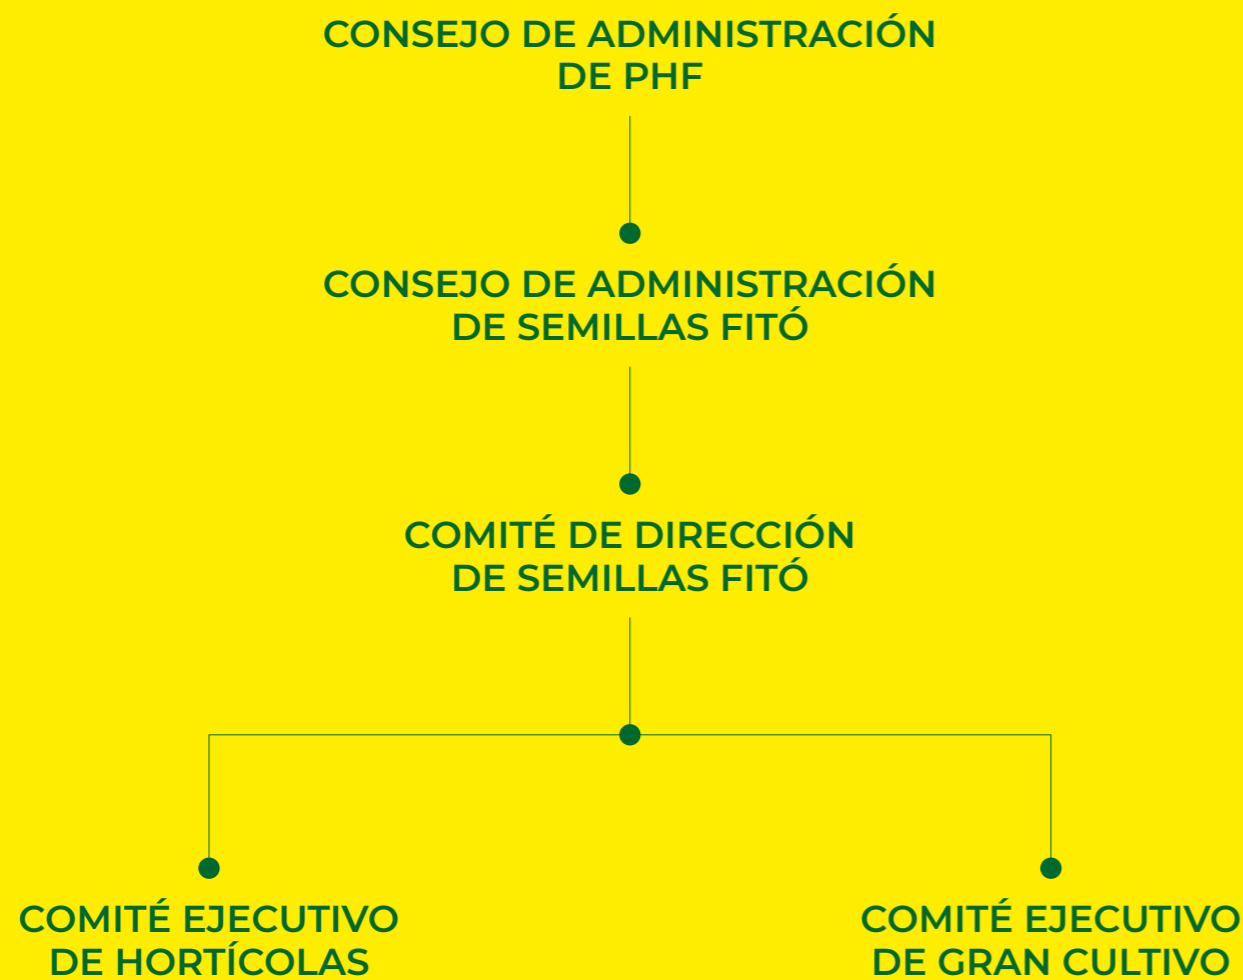 CONSEJO DE ADMINISTRACIÓN
DE PHF
CONSEJO DE ADMINISTRACIÓN
DE SEMILLAS FITÓ
COMITÉ DE DIRECCIÓN
DE SEMILLAS FITÓ
COMITÉ EJECUTIVO
DE HORTÍCOLAS
COMITÉ EJECUTIVO
DE GRAN CULTIVO